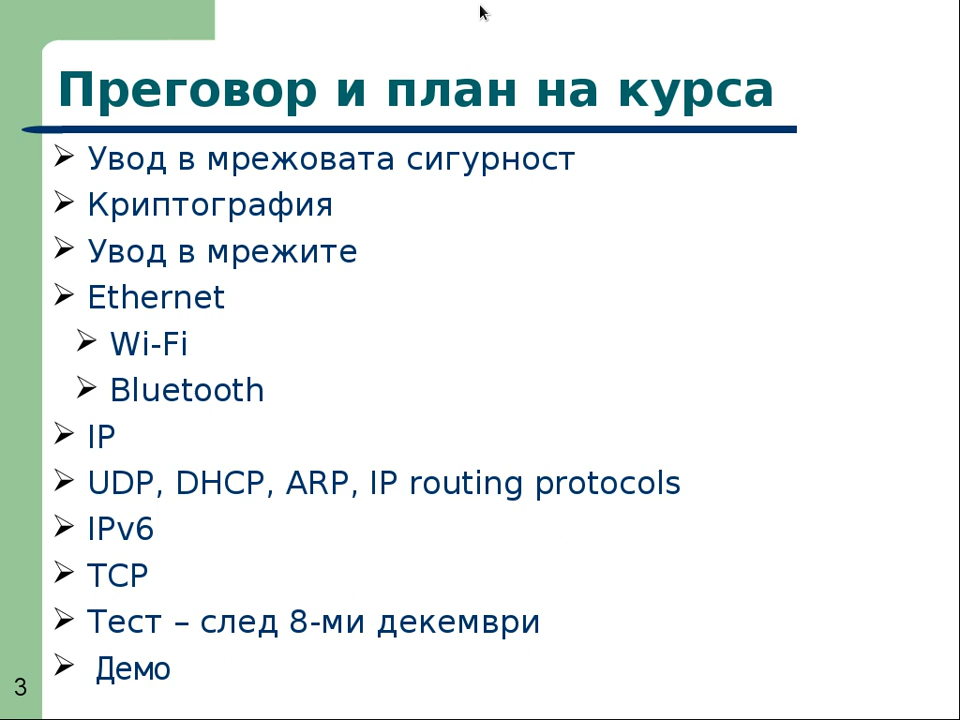 Преговор и план на курса
Увод в мрежовата сигурност
Криптография
Увод в мрежите
Ethernet
Wi-Fi
Bluetooth
IP
UDP, DHCP, ARP, IP routing protocols
IPv6
TCP
Тест – след 8-ми декември
Демо
3